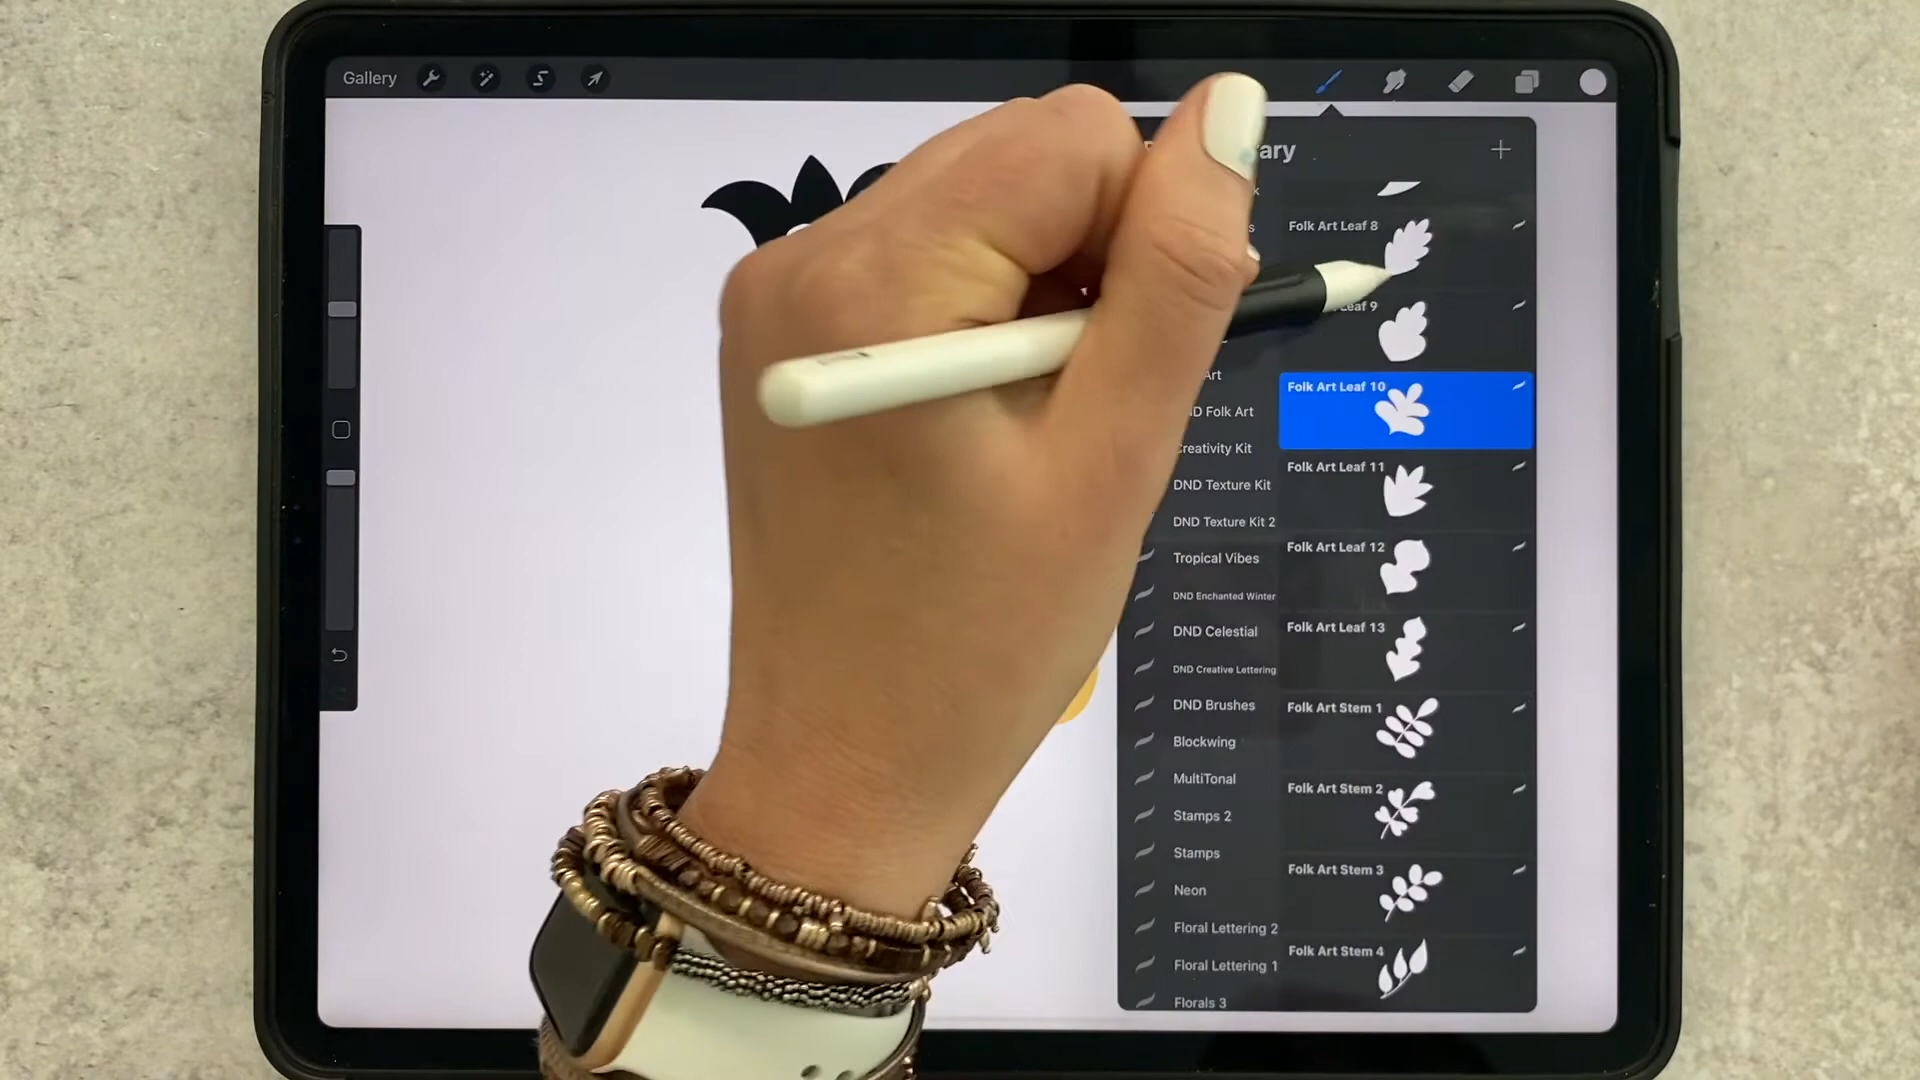 Gallery
Folk Art Leaf 8
Leaf 9
Art
Folk Art
Folk Art Leaf 10
Creativity Kit
Folk Art Leaf 11
DND Texture Kit
DND Texture Kit 2
Folk Art Leaf 12
Tropical Vibes
DND Enchanted Winter
DND Celestial
Folk Art Leaf 13
DND Creative Lettering
DND Brushes
Folk Art Stem 1
Blockwing
MultiTonal
Folk Art Stem 2
Stamps 2
Stamps
Folk Art Stem 3
Neon
Floral Lettering 2
Folk Art Stem 4
Floral Lettering 1
Florals 3